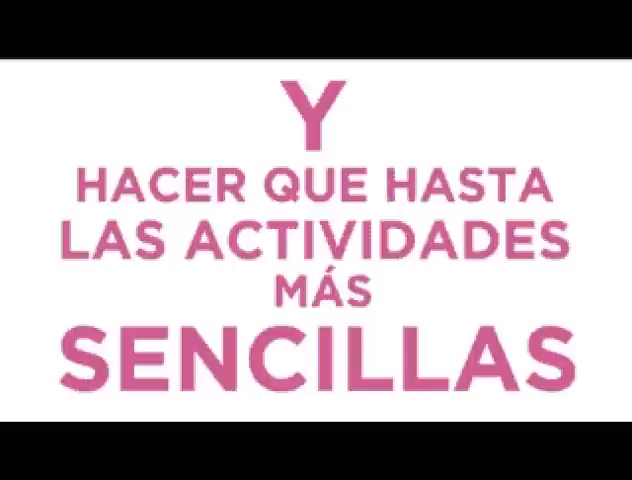 Y
HACER QUE HASTA
LAS ACTIVIDADES
MÁS
SENCILLAS